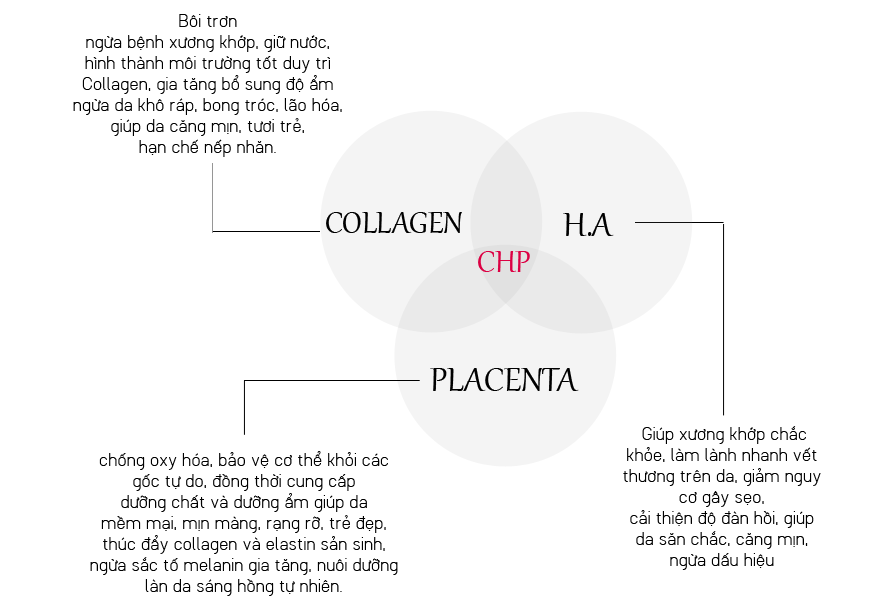 Bôi trơn
ngừa bệnh xương khớp, giữ nước,
hình thành môi trường tốt duy trì
Collagen, gia tăng bổ sung độ ẩm
ngừa da khô ráp, bong tróc, lão hóa,
giúp da căng mịn, tươi trẻ,
hạn chế nếp nhăn.
COLLAGEN
H.A
CHP
PLACENTA
chống oxy hóa, bảo vệ cơ thể khỏi các
gốc tự do, đồng thời cung cấp
dưỡng chất và dưỡng ẩm giúp da
mềm mại, mịn màng, rạng rỡ, trẻ đẹp,
thúc đẩy collagen và elastin sản sinh,
ngừa sắc tố melanin gia tăng, nuôi dưỡng
làn da sáng hồng tự nhiên.
Giúp xương khớp chắc
khỏe, làm lành nhanh vết
thương trên da, giảm nguy
cơ gây sẹo,
cải thiện độ đàn hồi, giúp
da săn chắc, căng mịn,
ngừa dấu hiệu